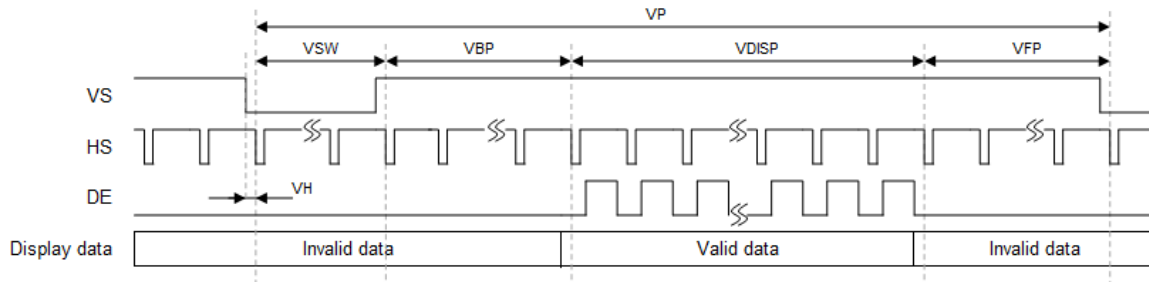 VP
VSW VBP VDISP VFP
VS
HS
VH
DE
Display data Invalid data Valid data Invalid data